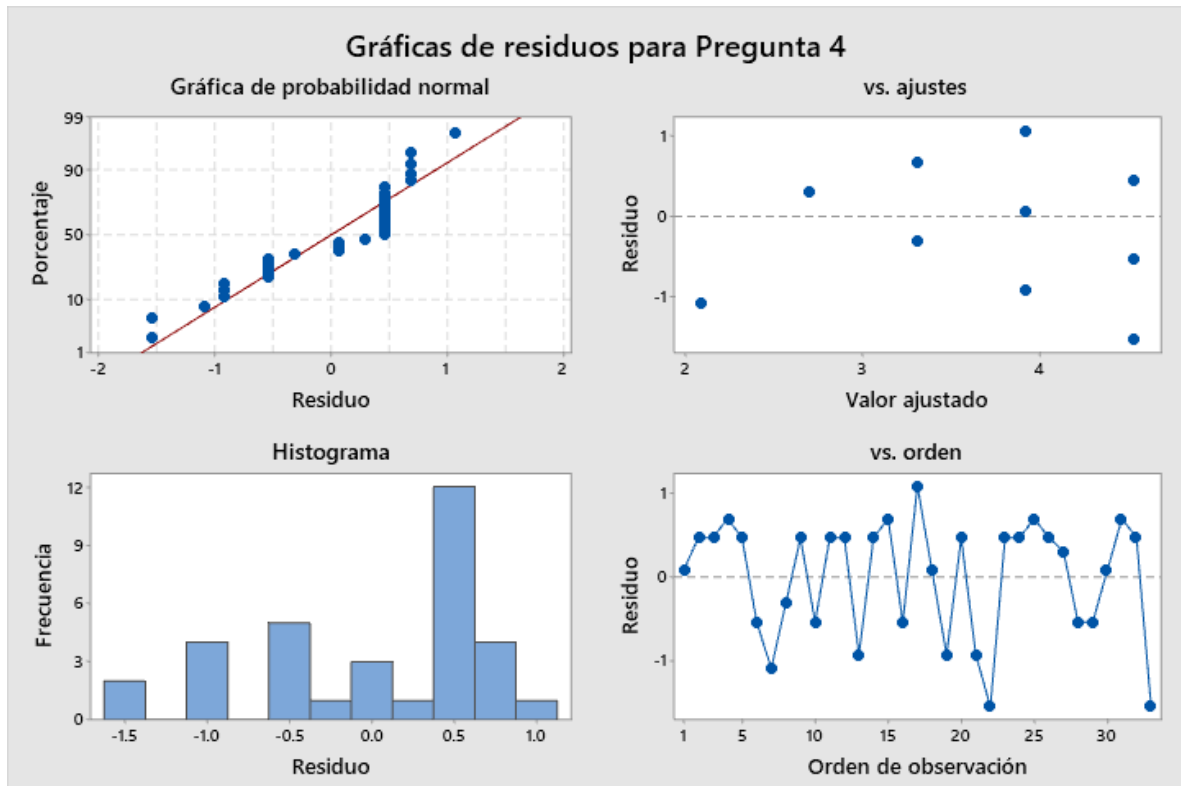 Gráficas de residuos para Pregunta 4
Gráfica de probabilidad normal
99
90
50
10
1
Porcentaje
-2 -1 0 1 2
Residuo
vs. ajustes
1
0
-1
Residuo
2 3 4
Valor ajustado
Histograma
12
9
6
3
0
Frecuencia
-1.5 -1.0 -0.5 0.0 0.5 1.0
Residuo
vs. orden
1
0
-1
Residuo
1 5 10 15 20 25 30
Orden de observación